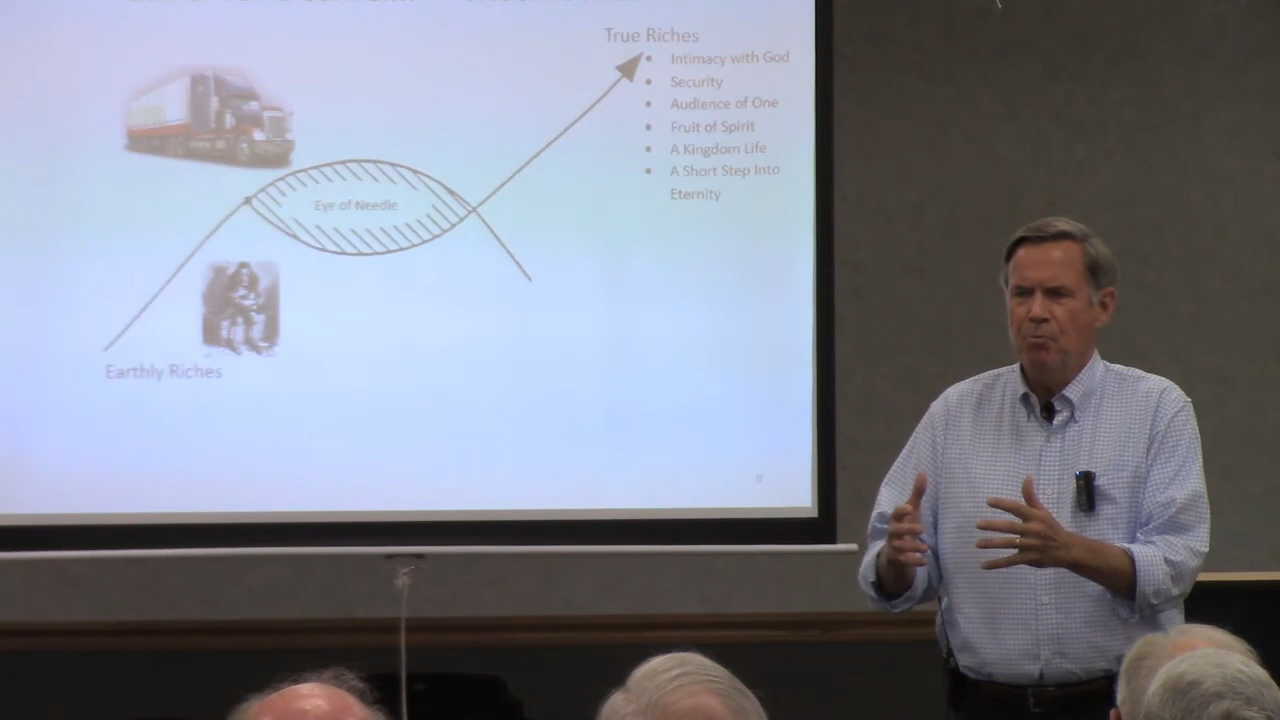 True Riches
• Intimacy with God
• Security
• Audience of One
• Fruit of Spirit
• A Kingdom Life
• A Short Step Into
Eternity
Eye of Needle
Earthly Riches